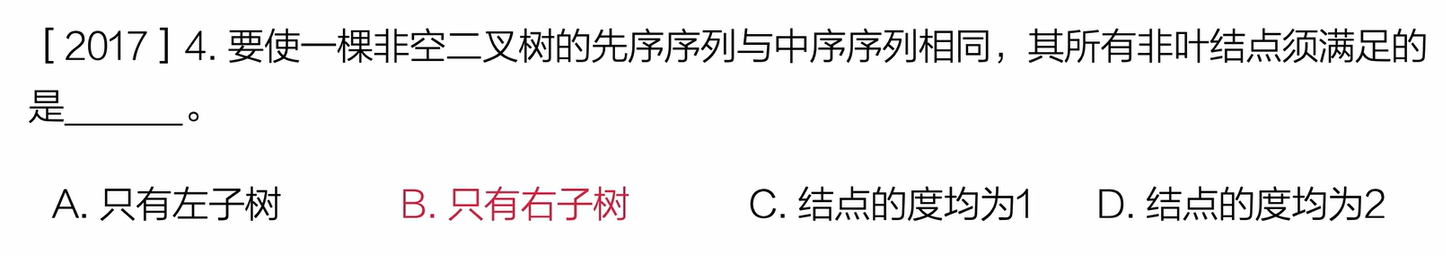 [ 2017 ] 4. 要使一棵非空二叉树的先序序列与中序序列相同，其所有非叶结点须满足的
是______。
A. 只有左子树 B. 只有右子树 C. 结点的度均为1 D. 结点的度均为2